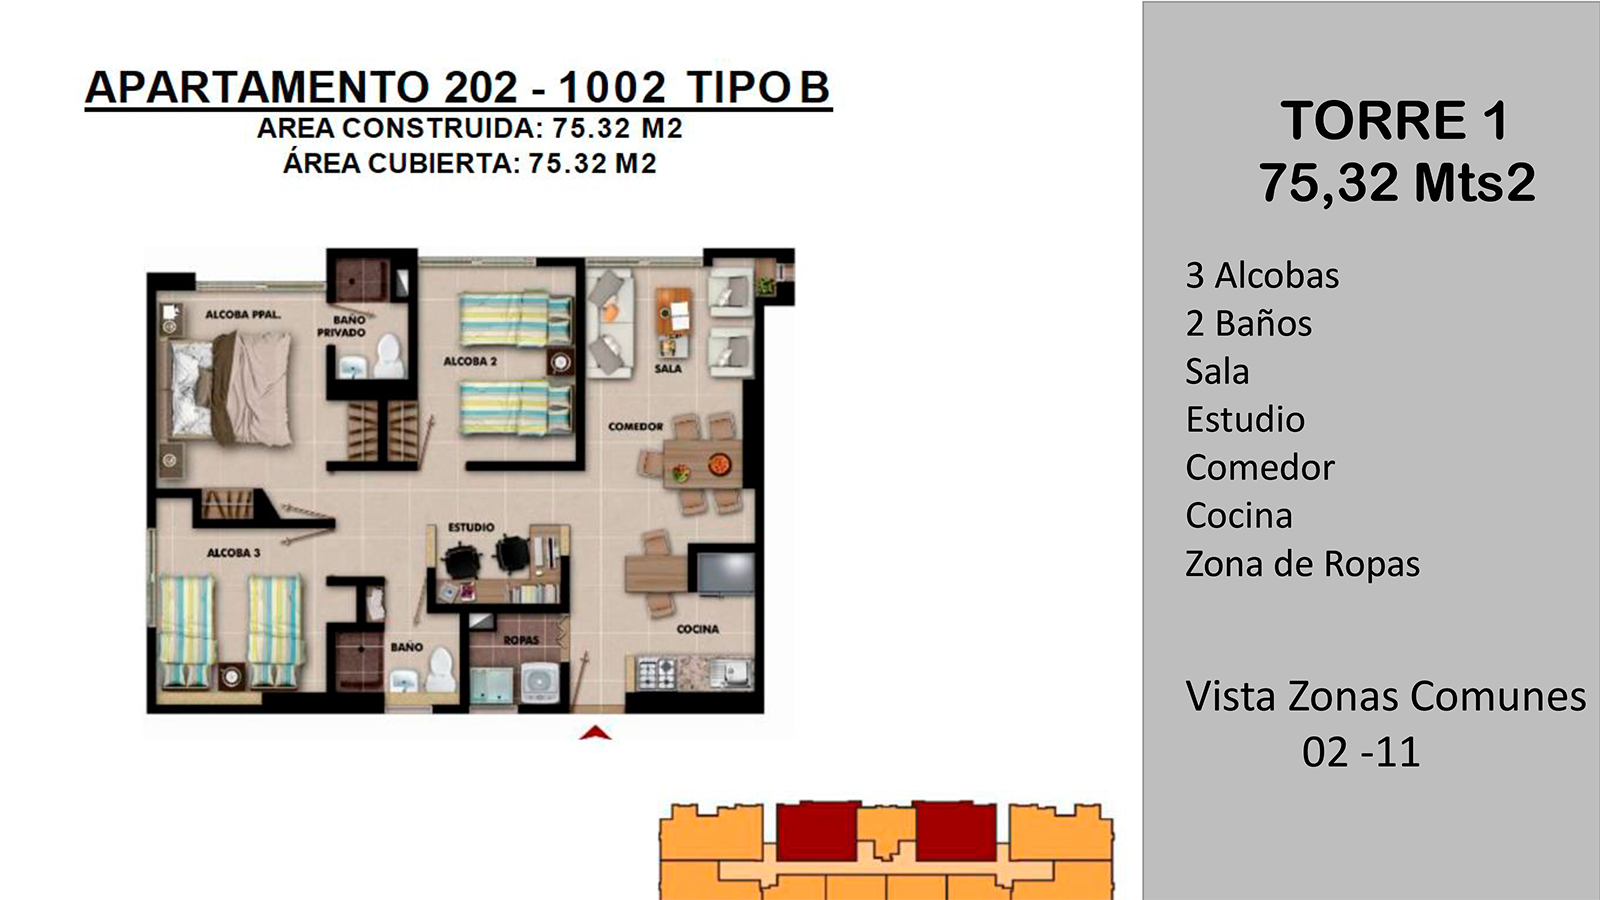 APARTAMENTO 202 - 1002 TIPO B
AREA CONSTRUIDA: 75.32 M2
ÁREA CUBIERTA: 75.32 M2
ALCOBA PPAL.
BAÑO
PRIVADO
ALCOBA 2
SALA
COMEDOR
ESTUDIO
ALCOBA 3
BAÑO
ROPAS
COCINA
TORRE 1
75,32 Mts2
3 Alcobas
2 Baños
Sala
Estudio
Comedor
Cocina
Zona de Ropas
Vista Zonas Comunes
02 -11